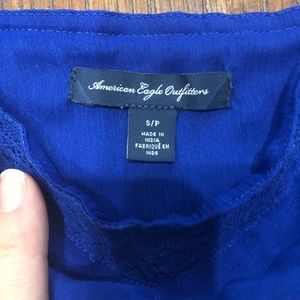 American Eagle Outfitters
S/P
MADE IN
INDIA
FABRIQUÉ EN
INDE